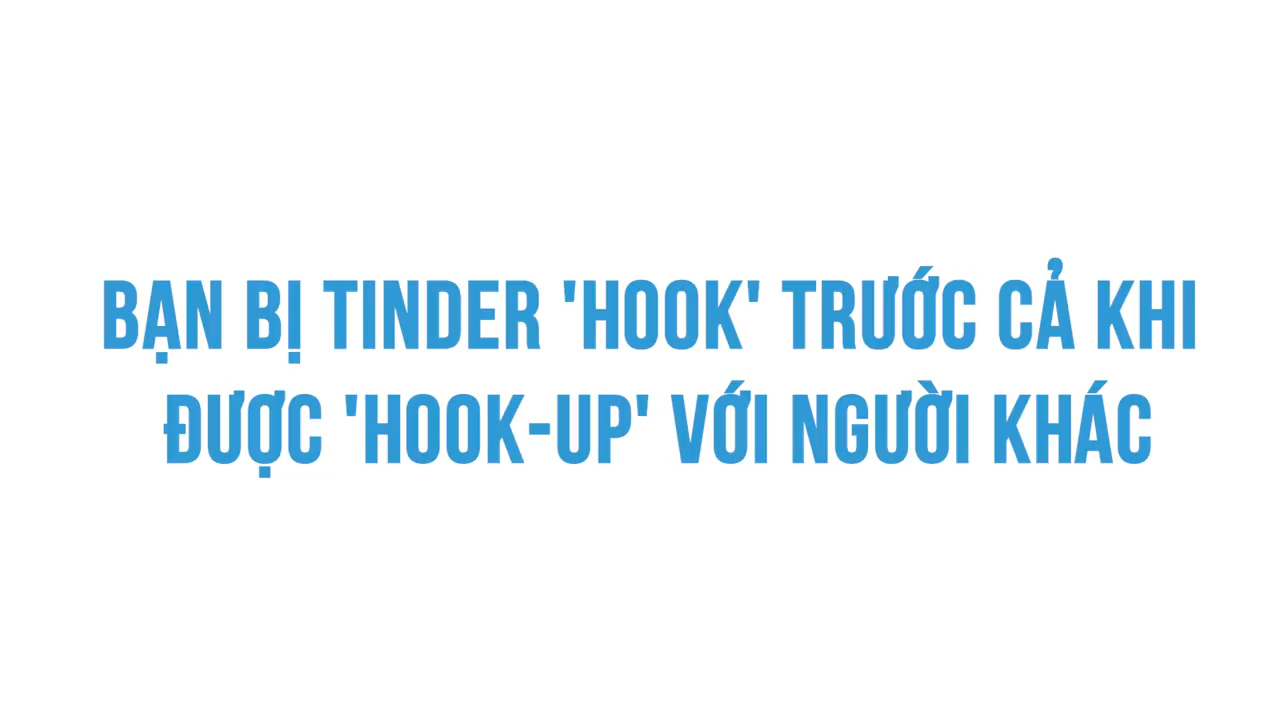 BẠN BỊ TINDER 'HOOK' TRƯỚC CẢ KHI
ĐƯỢC 'HOOK-UP' VỚI NGƯỜI KHÁC